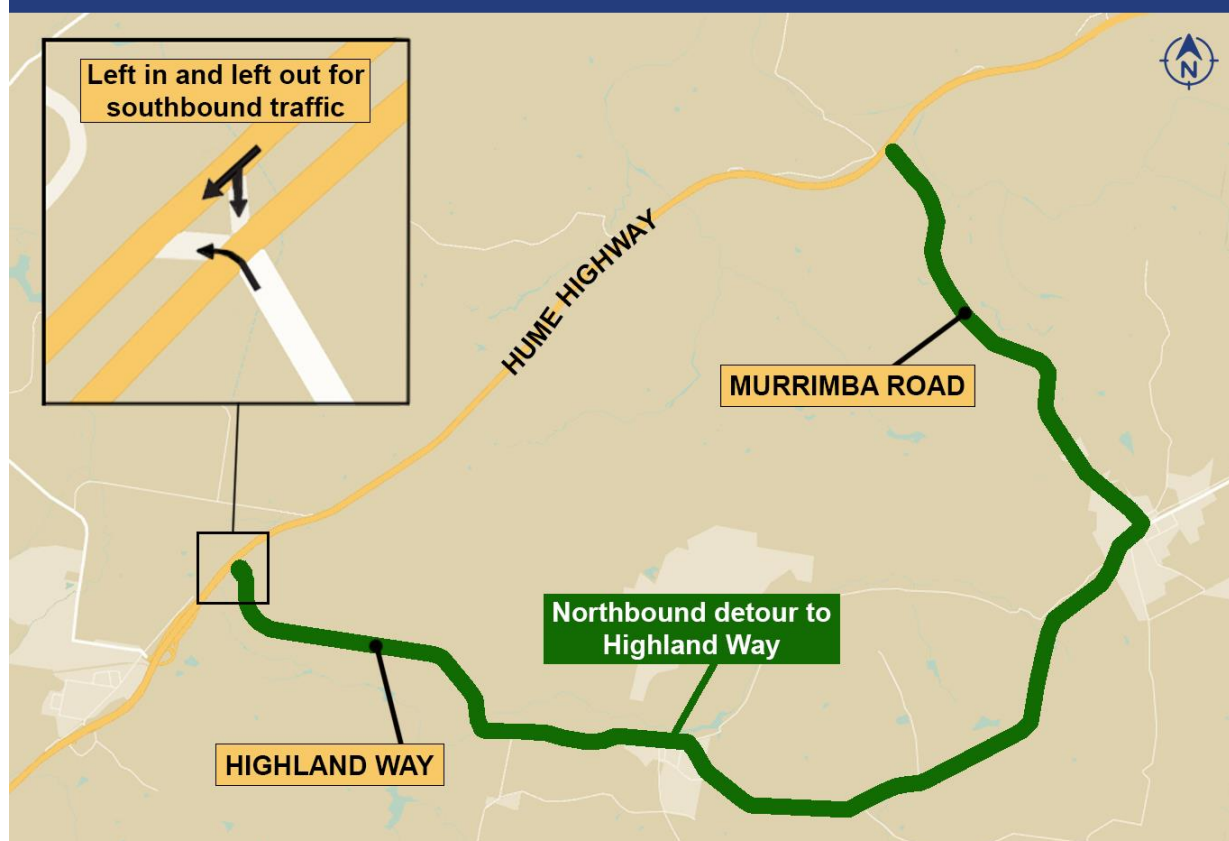 Left in and left out for
southbound traffic
N
HUME HIGHWAY
MURRIMBA ROAD
Northbound detour to
Highland Way
HIGHLAND WAY